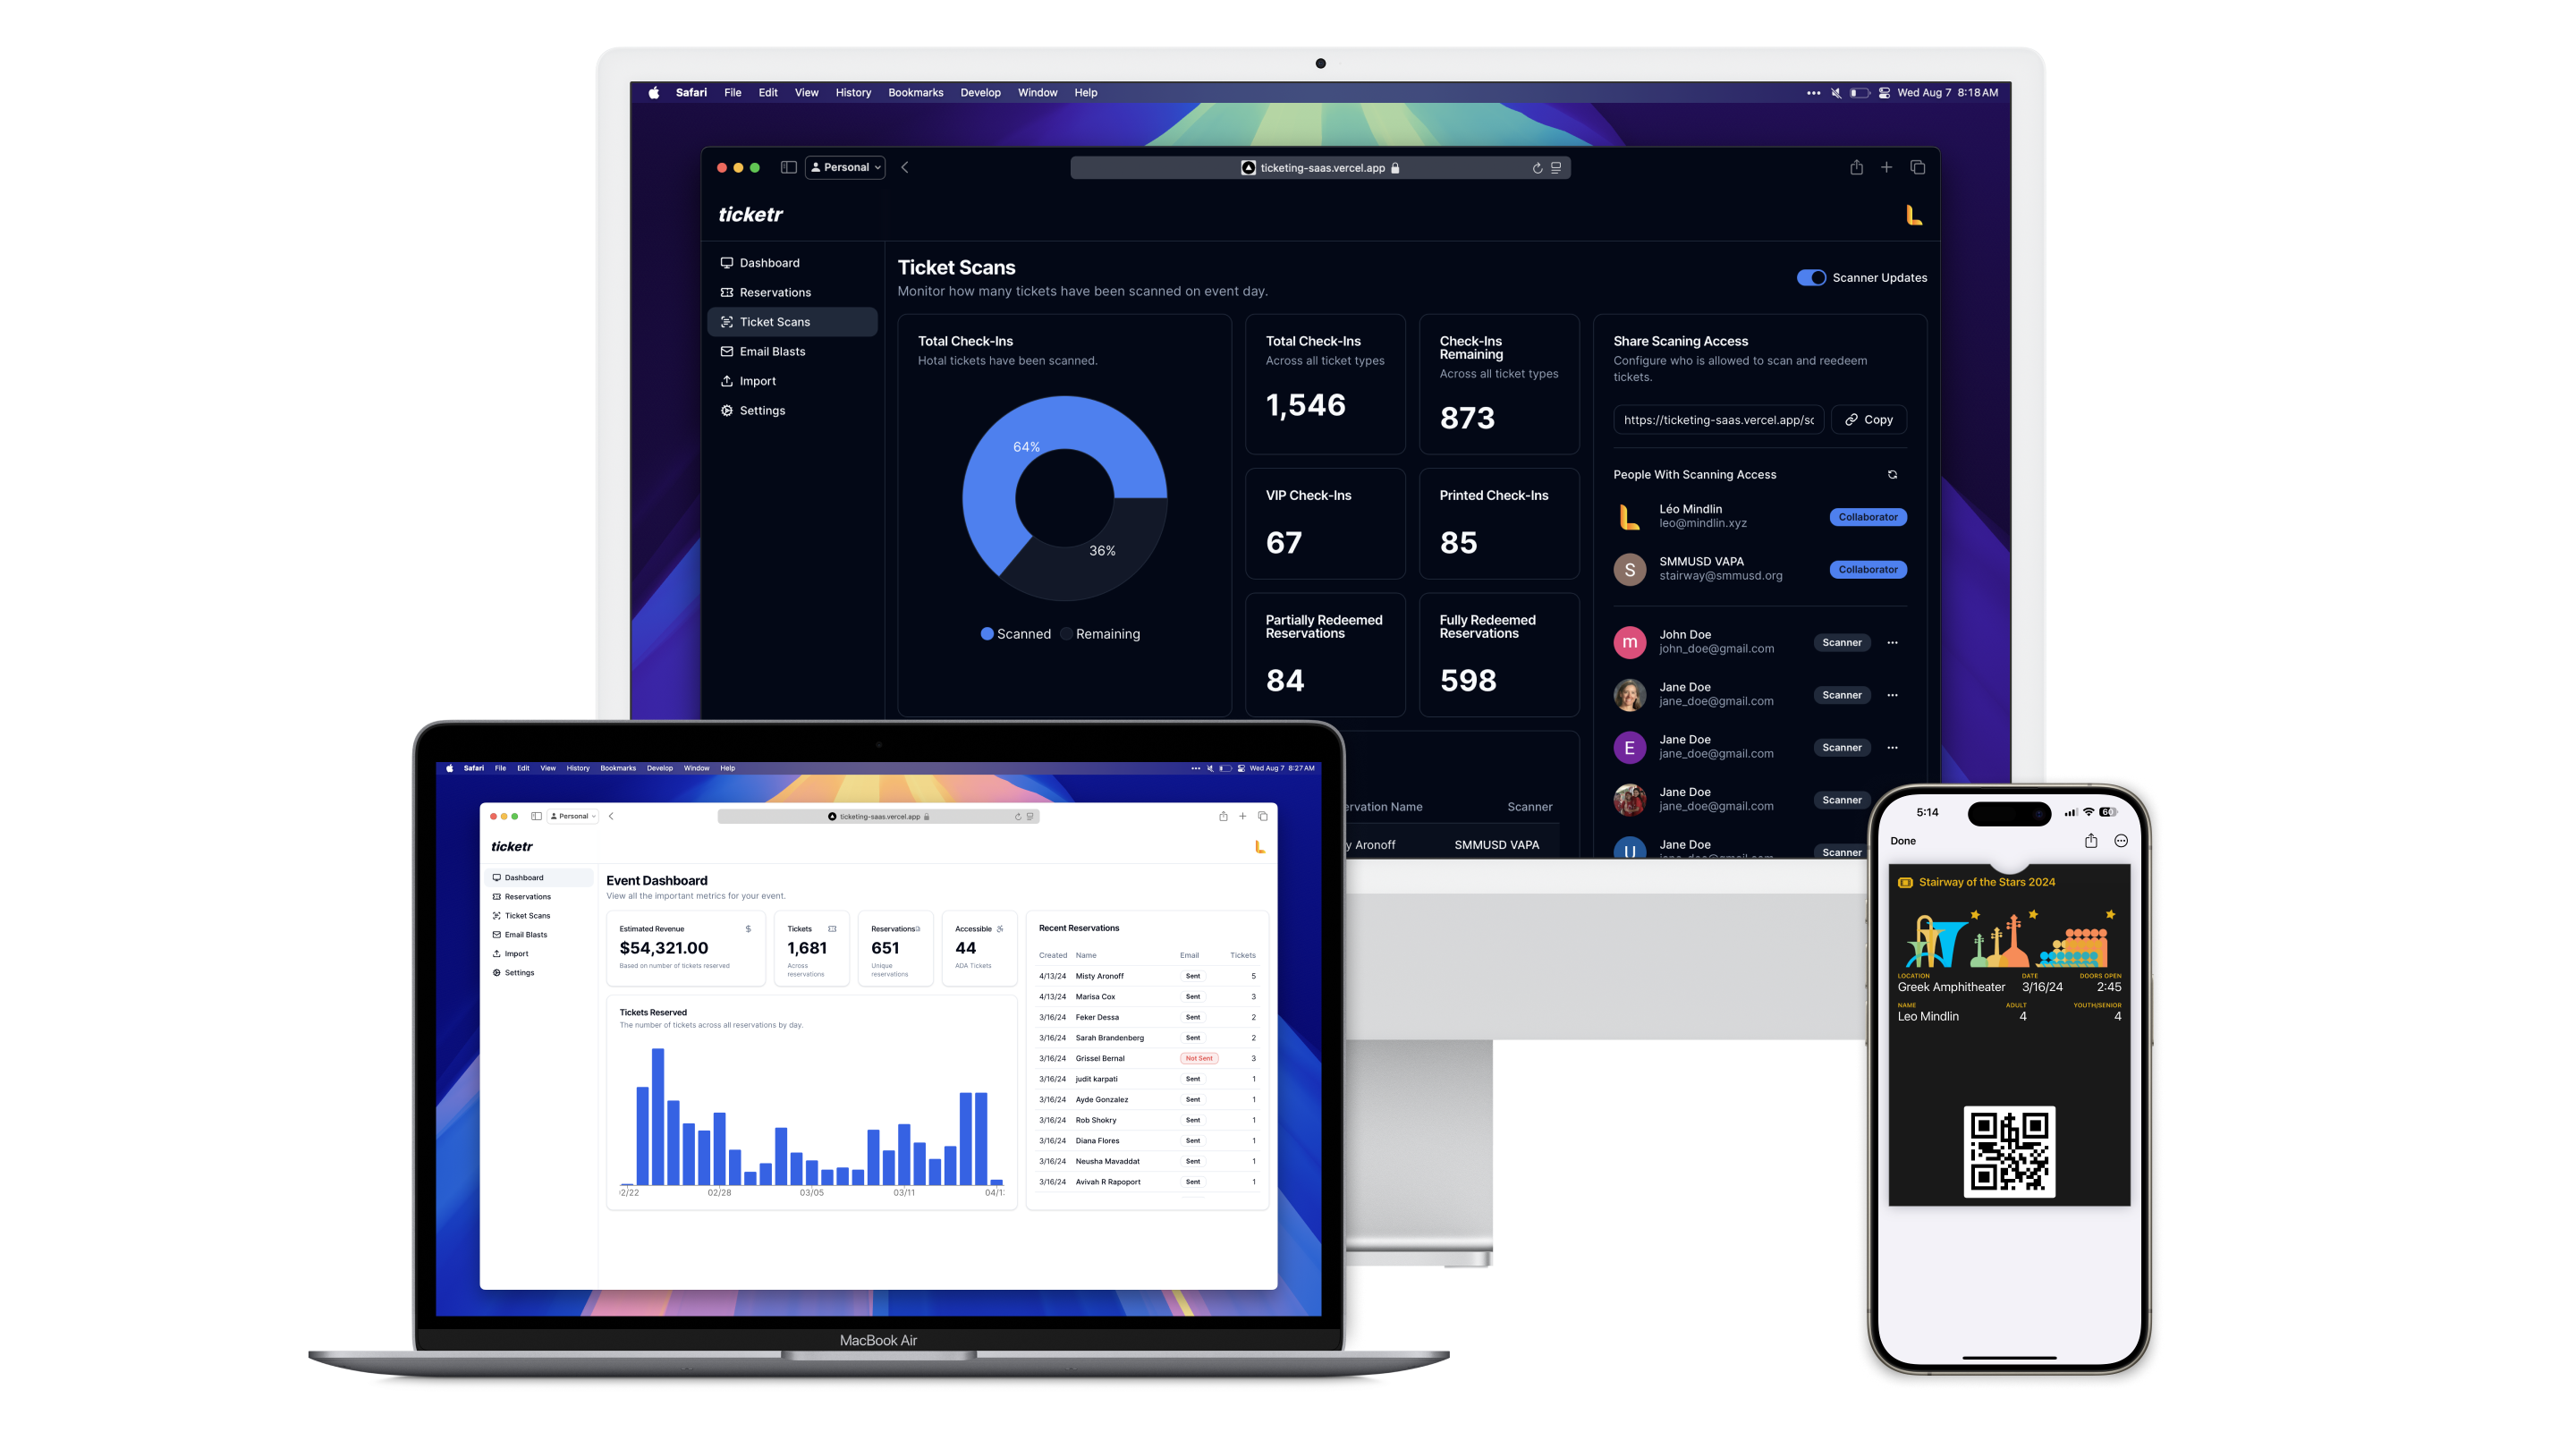 Safari File Edit View History Bookmarks Develop Window Help
Wed Aug 7 8:18 AM
Personal
ticketing-saas.vercel.app
ticketr
Dashboard
Reservations
Ticket Scans
Email Blasts
Import
Settings
Ticket Scans
Monitor how many tickets have been scanned on event day.
Scanner Updates
Total Check-Ins
Hotal tickets have been scanned.
64%
36%
Scanned Remaining
Total Check-Ins
Across all ticket types
1,546
Check-Ins
Remaining
Across all ticket types
873
VIP Check-Ins
67
Printed Check-Ins
85
Partially Redeemed
Reservations
84
Fully Redeemed
Reservations
598
Share Scaning Access
Configure who is allowed to scan and reedeem
tickets.
https://ticketing-saas.vercel.app/sc
Copy
People With Scanning Access
Léo Mindlin
leo@mindlin.xyz
Collaborator
S
SMMUSD VAPA
stairway@smmusd.org
Collaborator
m
John Doe
john_doe@gmail.com
Scanner
Jane Doe
jane_doe@gmail.com
Scanner
E
Jane Doe
jane_doe@gmail.com
Scanner
Jane Doe
jane_doe@gmail.com
Scanner
U
Jane Doe
Scanner
ervation Name Scanner
y Aronoff SMMUSD VAPA
Safari File Edit View History Bookmarks Develop Window Help
Wed Aug 7 8:27 AM
Personal
ticketing-saas.vercel.app
ticketr
Dashboard
Reservations
Ticket Scans
Email Blasts
Import
Settings
Event Dashboard
View all the important metrics for your event.
Estimated Revenue
$54,321.00
Based on number of tickets reserved
Tickets
1,681
Across
reservations
Reservations
651
Unique
reservations
Accessible
44
ADA Tickets
Tickets Reserved
The number of tickets across all reservations by day.
2/22 02/28 03/05 03/11 04/1
Recent Reservations
Created Name Email Tickets
4/13/24 Misty Aronoff Sent 5
4/13/24 Marisa Cox Sent 3
3/16/24 Feker Dessa Sent 2
3/16/24 Sarah Brandenberg Sent 2
3/16/24 Grissel Bernal Not Sent 3
3/16/24 judit karpati Sent 1
3/16/24 Ayde Gonzalez Sent 1
3/16/24 Rob Shokry Sent 1
3/16/24 Diana Flores Sent 1
3/16/24 Neusha Mavaddat Sent 1
3/16/24 Avivah R Rapoport Sent 1
MacBook Air
5:14
60
Done
Stairway of the Stars 2024
LOCATION DATE DOORS OPEN
Greek Amphitheater 3/16/24 2:45
NAME ADULT YOUTH/SENIOR
Leo Mindlin 4 4